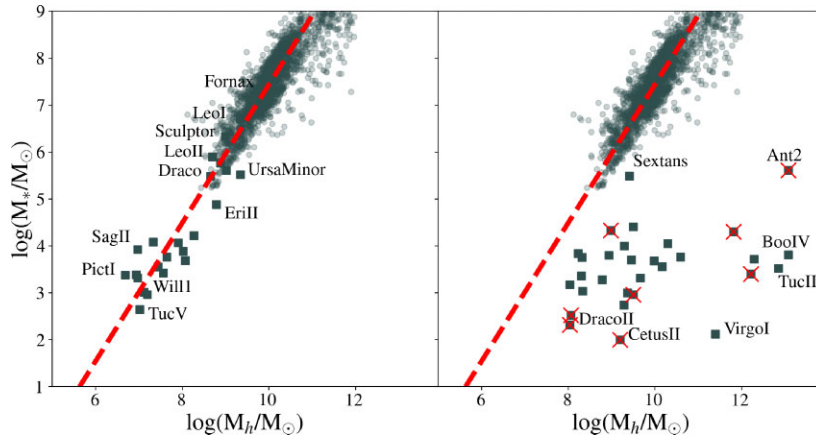 9
8
7
6
5
4
3
2
1
log(M*/M☉)
Fornax
LeoI
Sculptor
LeoII
Draco
UrsaMinor
EriII
SagII
PictI
Will1
TucV
6
8
10
12
log(Mh/M☉)
Sextans
Ant2
BooIV
TucII
DracoII
CetusII
VirgoI
6
8
10
12
log(Mh/M☉)